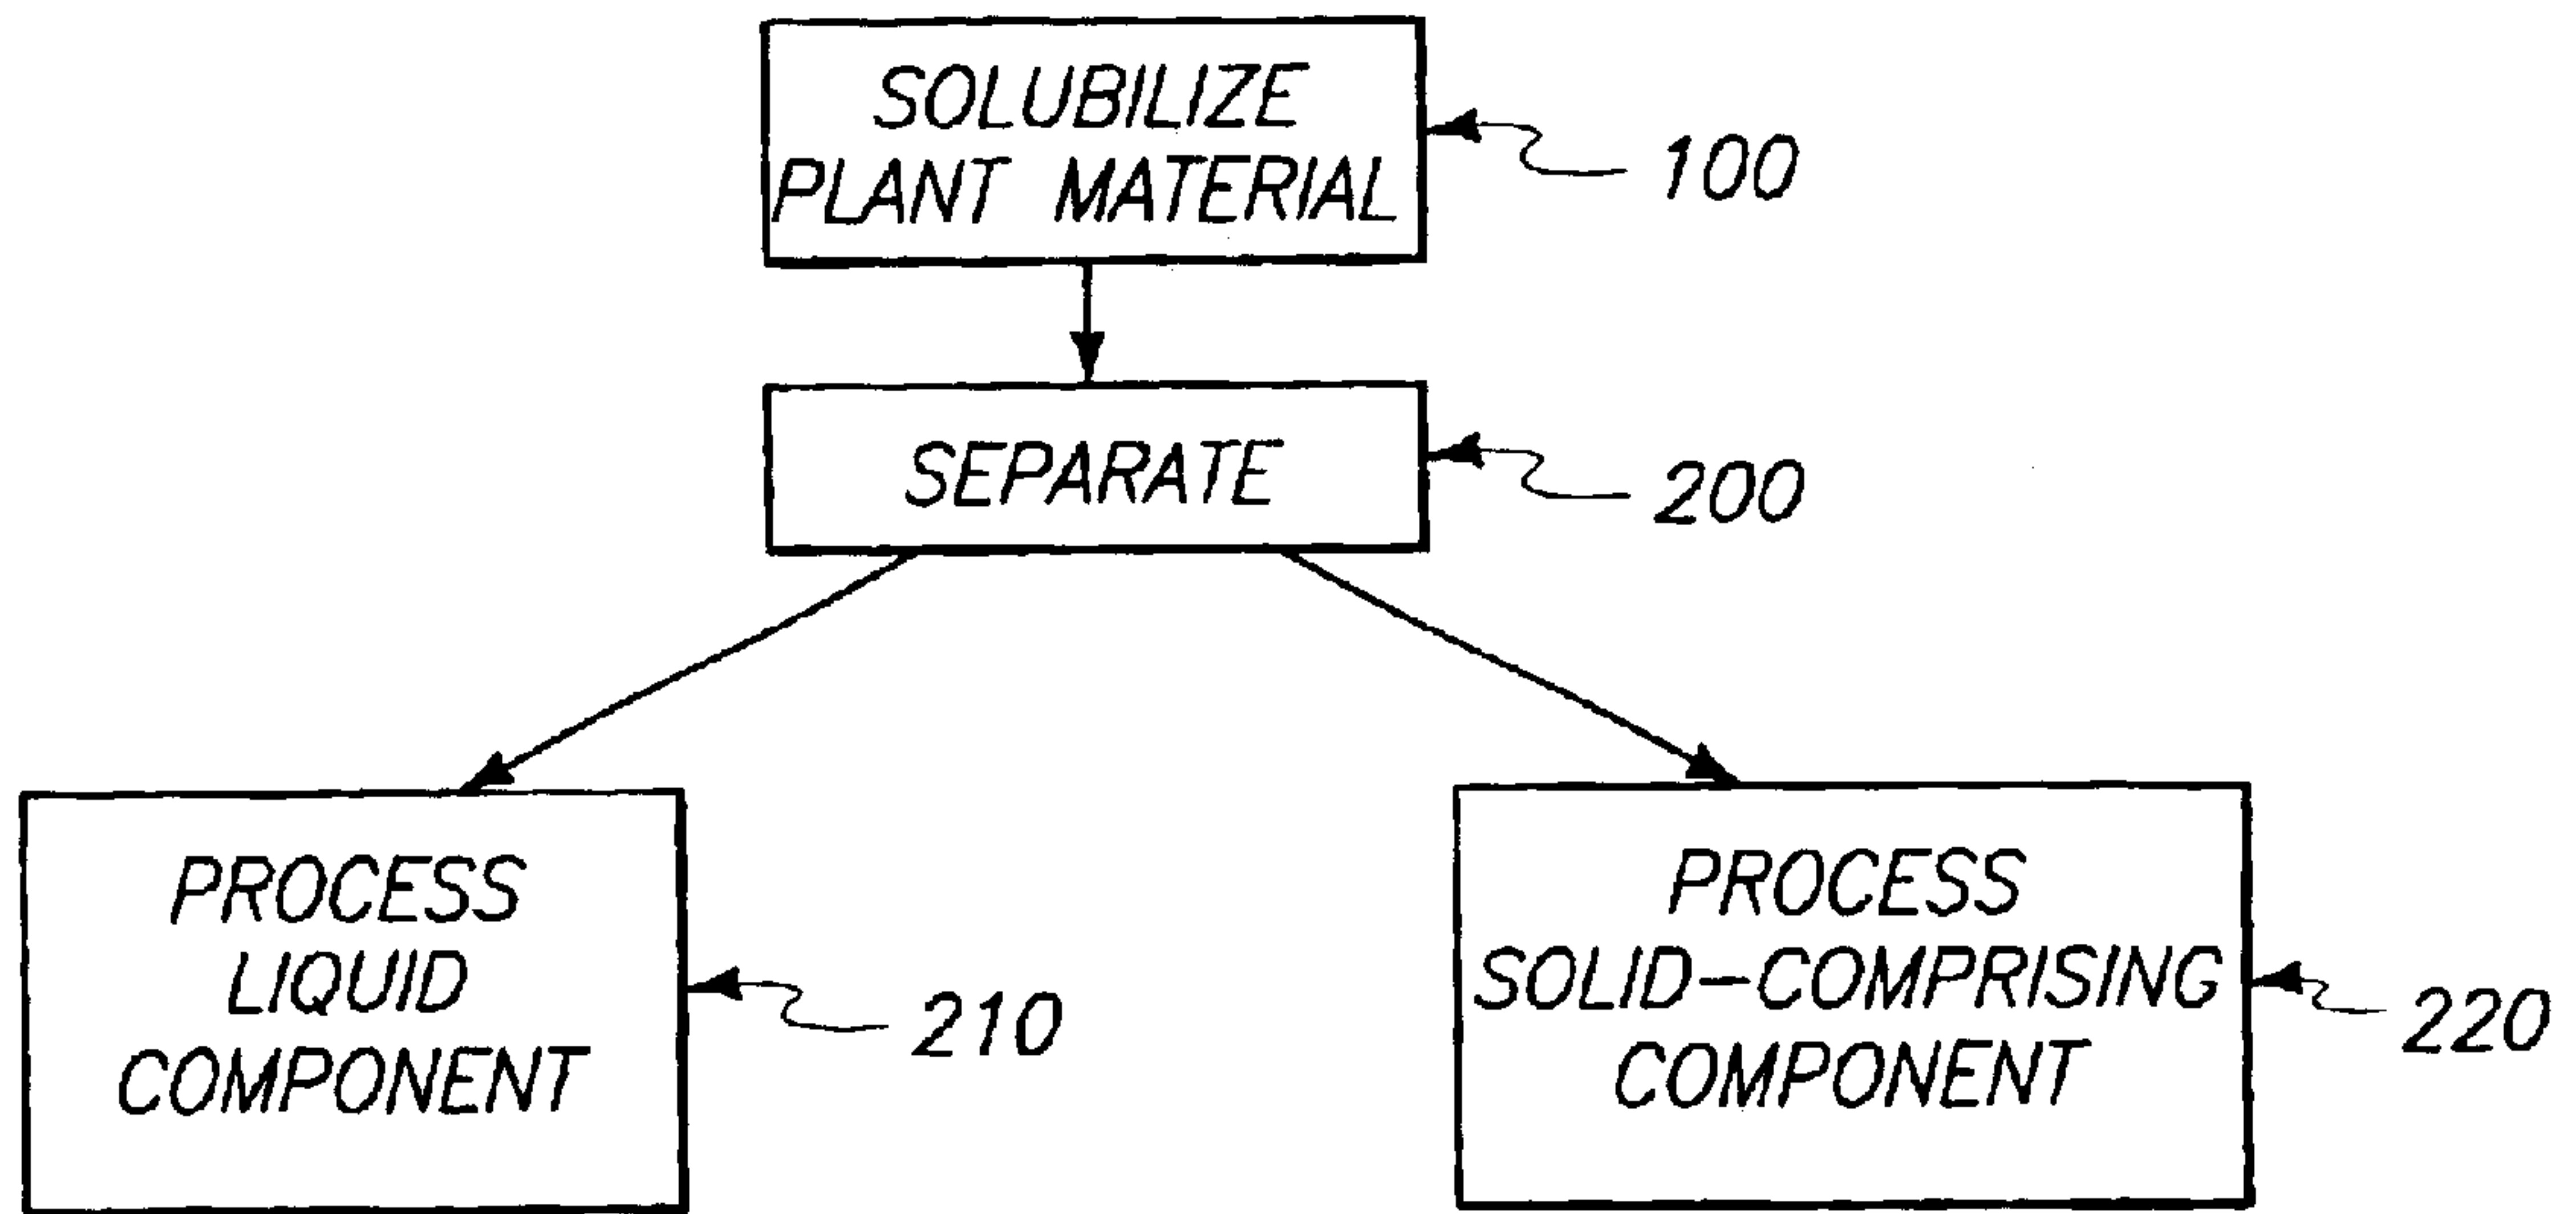 SOLUBILIZE
PLANT MATERIAL
100
SEPARATE
200
PROCESS
LIQUID
COMPONENT
210
PROCESS
SOLID-COMPRISING
COMPONENT
220